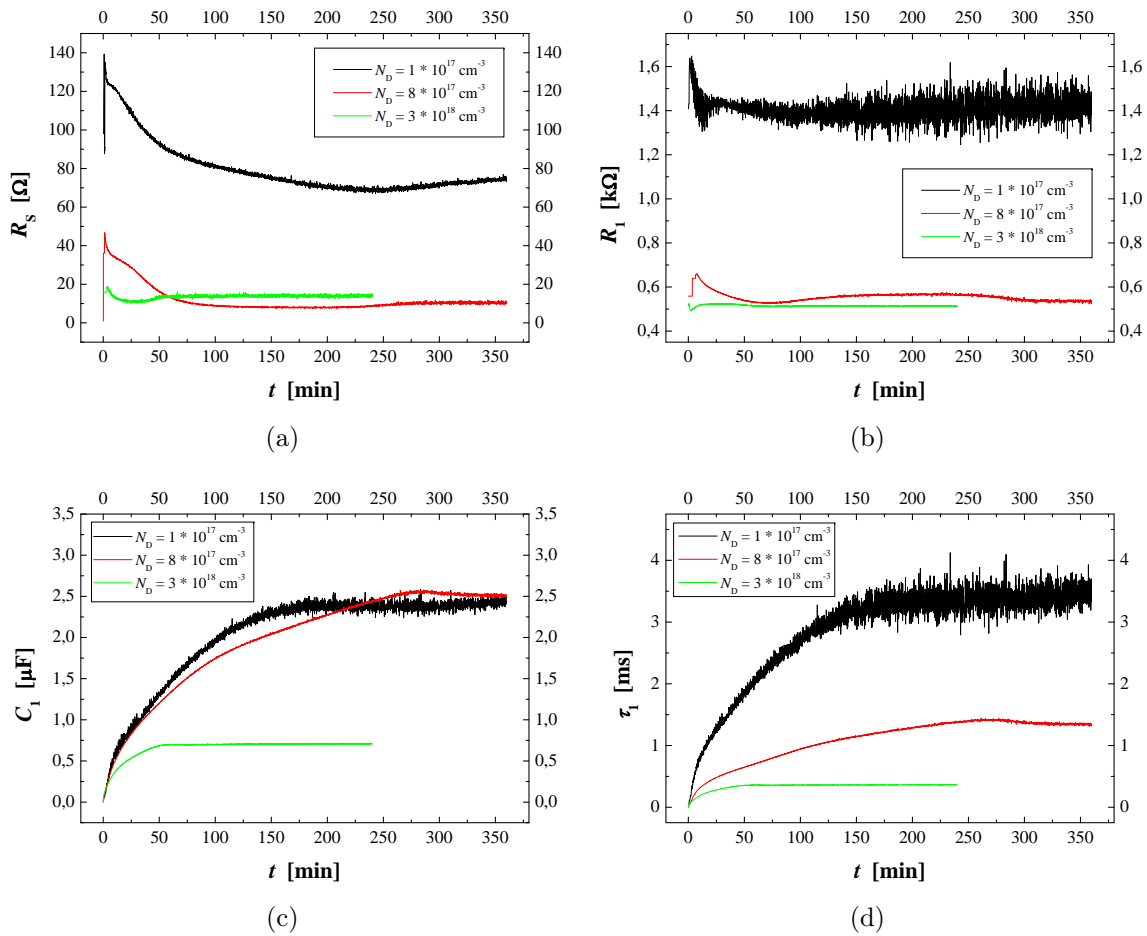 0 50 100 150 200 250 300 350
140 140
120 120
100 100
80 80
60 60
40 40
20 20
0 0
R_S [Ω]
N_D = 1 * 10^17 cm^-3
N_D = 8 * 10^17 cm^-3
N_D = 3 * 10^18 cm^-3
0 50 100 150 200 250 300 350
t [min]
(a)
0 50 100 150 200 250 300 350
1,6 1,6
1,4 1,4
1,2 1,2
1,0 1,0
0,8 0,8
0,6 0,6
0,4 0,4
R_1 [kΩ]
N_D = 1 * 10^17 cm^-3
N_D = 8 * 10^17 cm^-3
N_D = 3 * 10^18 cm^-3
0 50 100 150 200 250 300 350
t [min]
(b)
0 50 100 150 200 250 300 350
3,5 3,5
3,0 3,0
2,5 2,5
2,0 2,0
1,5 1,5
1,0 1,0
0,5 0,5
0,0 0,0
C_1 [µF]
N_D = 1 * 10^17 cm^-3
N_D = 8 * 10^17 cm^-3
N_D = 3 * 10^18 cm^-3
0 50 100 150 200 250 300 350
t [min]
(c)
0 50 100 150 200 250 300 350
4 4
3 3
2 2
1 1
0 0
τ_1 [ms]
N_D = 1 * 10^17 cm^-3
N_D = 8 * 10^17 cm^-3
N_D = 3 * 10^18 cm^-3
0 50 100 150 200 250 300 350
t [min]
(d)